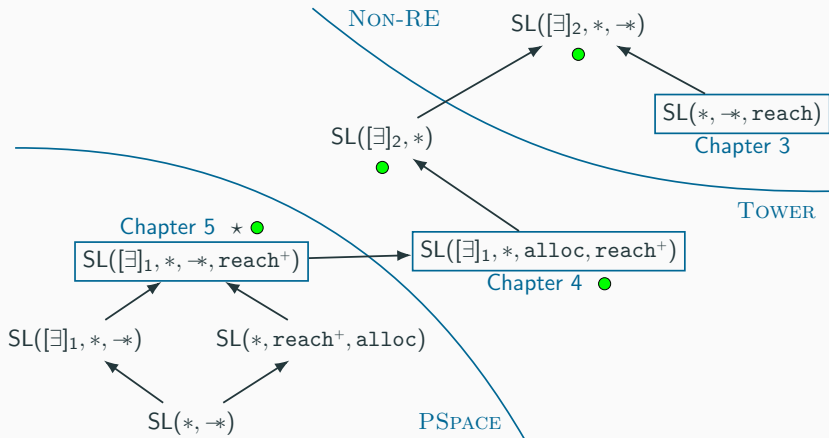 NON-RE
SL([∃]₂, ∗, −∗)
SL(∗, −∗, reach)
Chapter 3
SL([∃]₂, ∗)
TOWER
Chapter 5 ⋆
SL([∃]₁, ∗, −∗, reach⁺)
SL([∃]₁, ∗, alloc, reach⁺)
Chapter 4
SL([∃]₁, ∗, −∗)
SL(∗, reach⁺, alloc)
SL(∗, −∗)
PSPACE